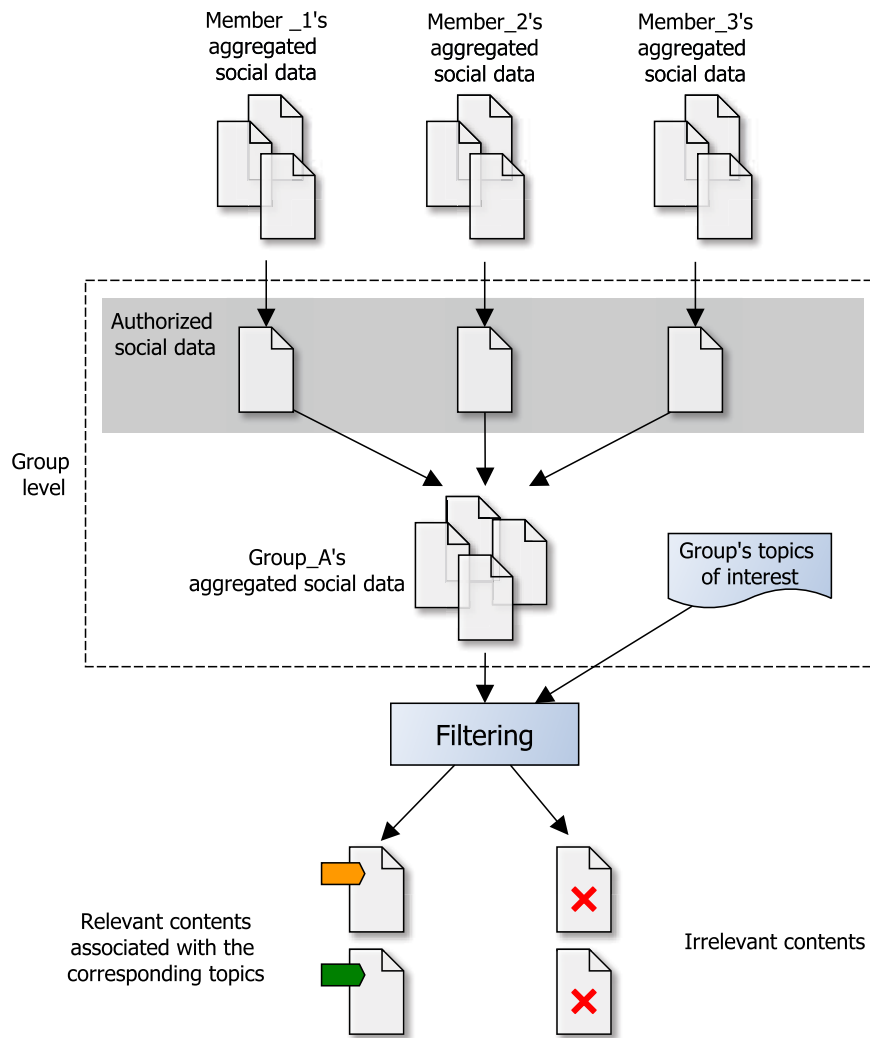 Member _1's
aggregated
social data
Member_2's
aggregated
social data
Member_3's
aggregated
social data
Authorized
social data
Group
level
Group_A's
aggregated social data
Group's topics
of interest
Filtering
Relevant contents
associated with the
corresponding topics
Irrelevant contents